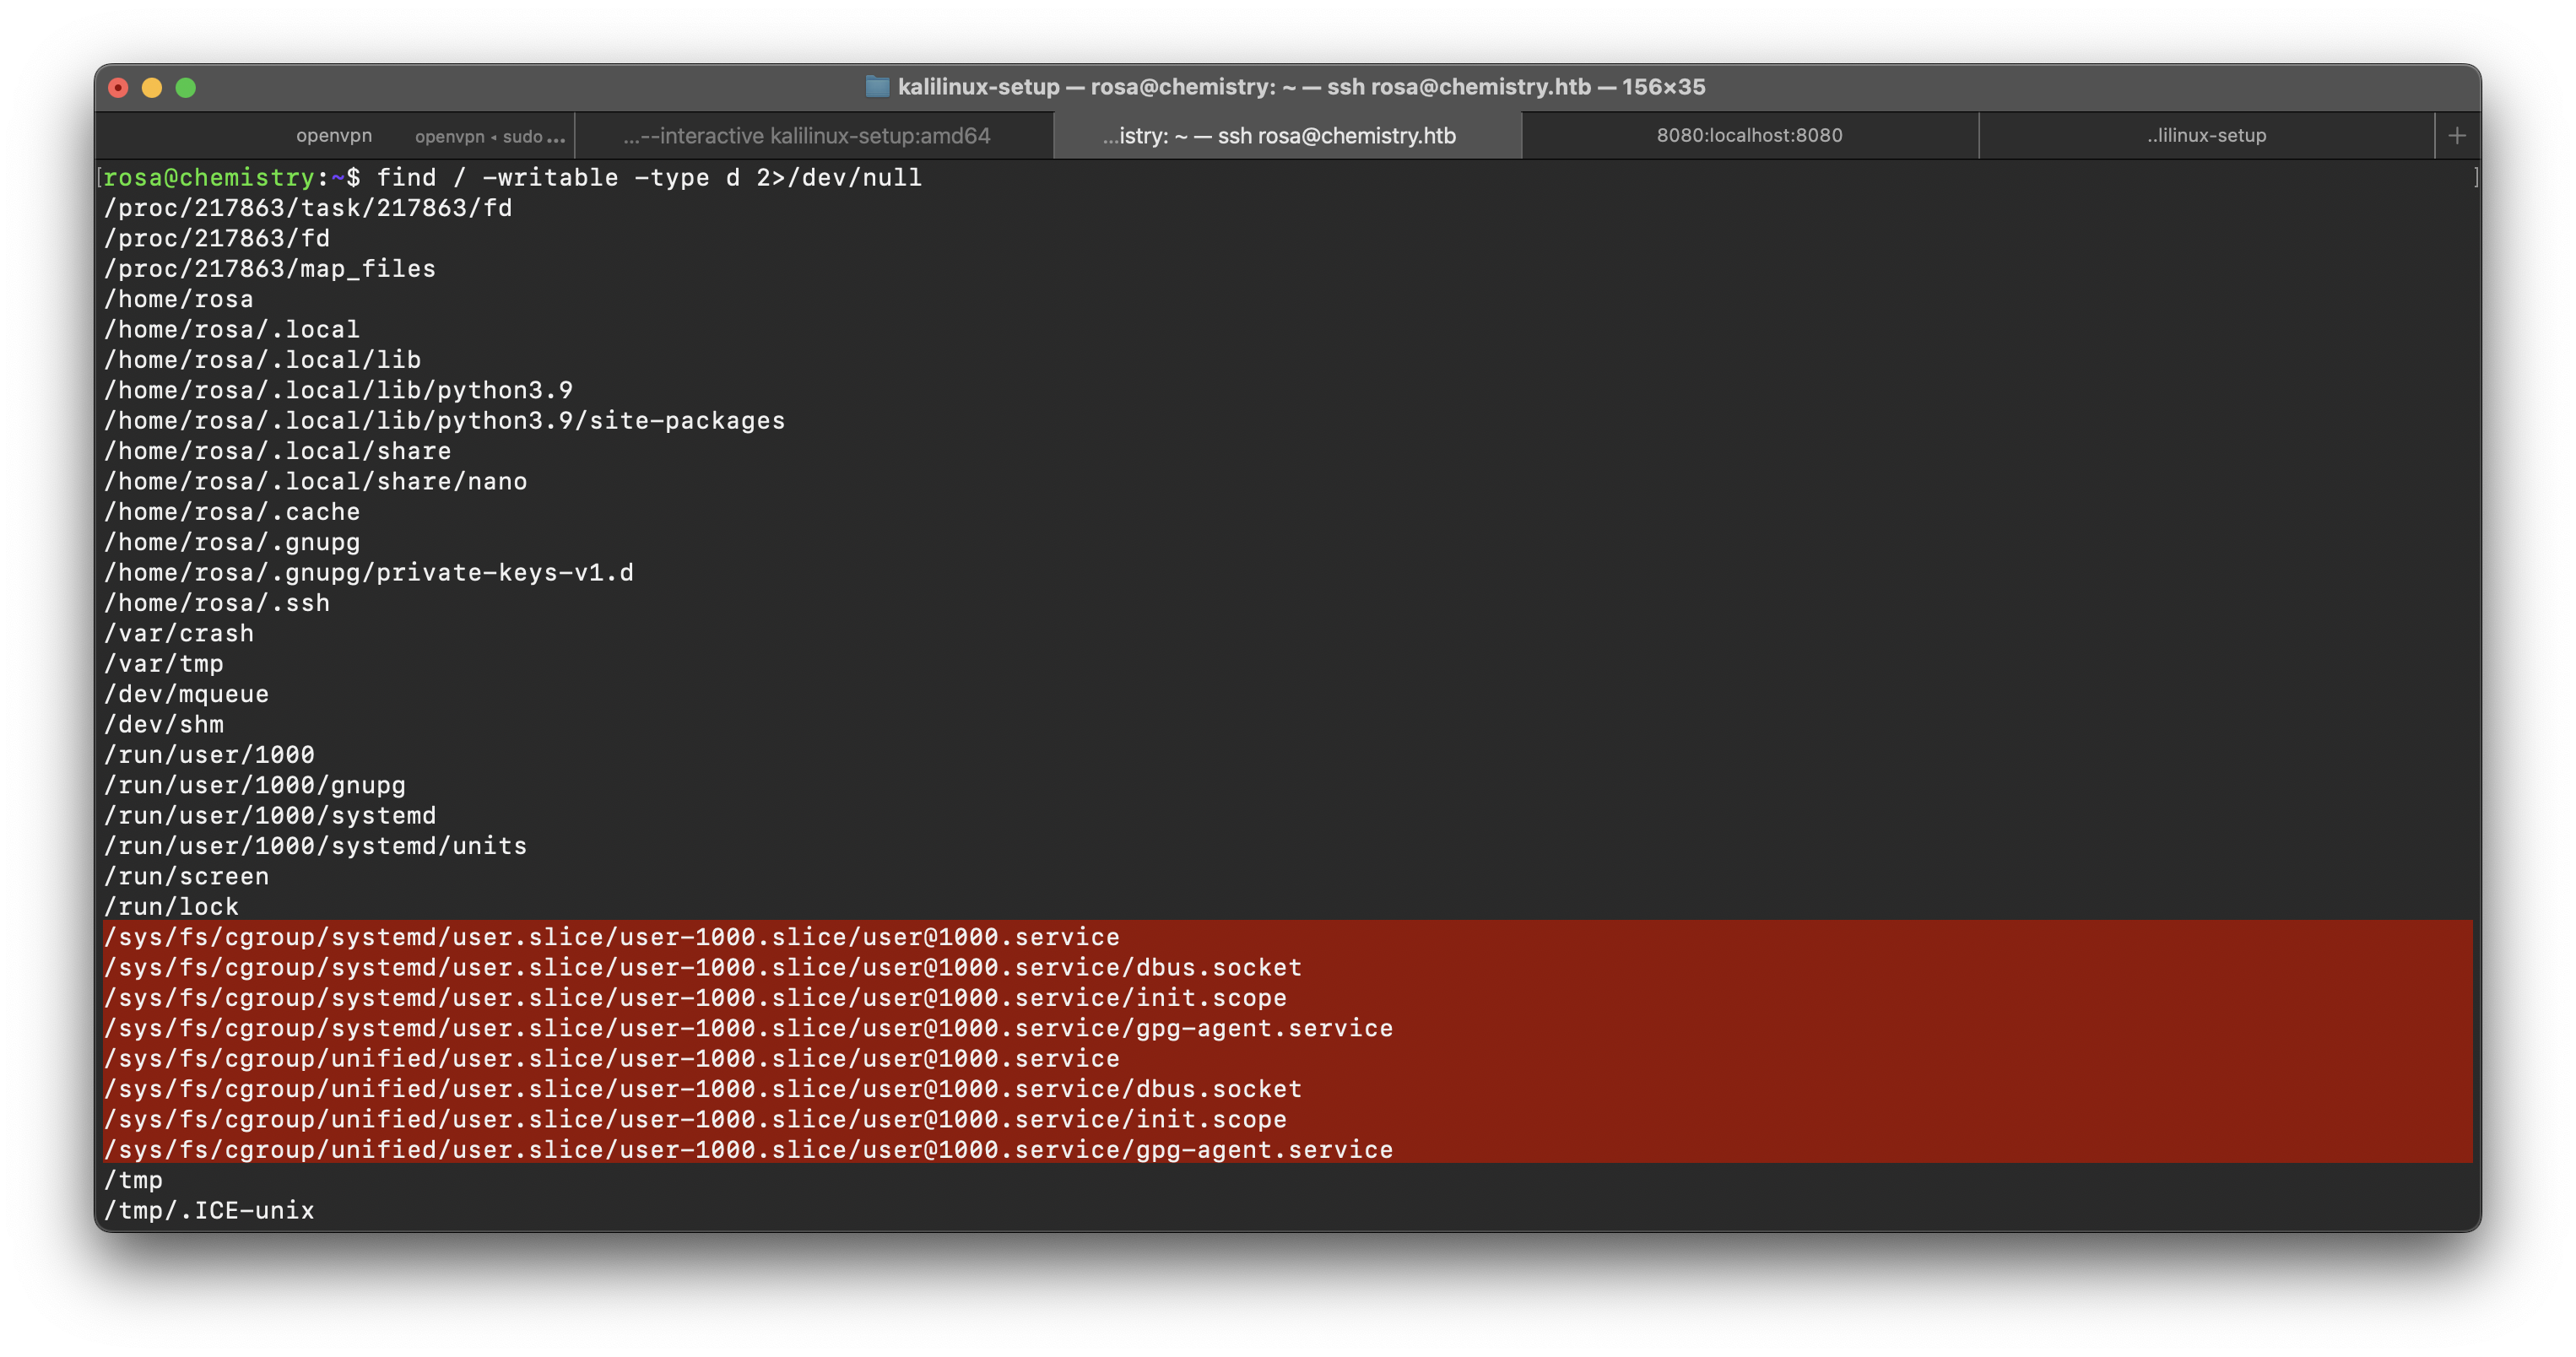 kalilinux-setup — rosa@chemistry: ~ — ssh rosa@chemistry.htb — 156×35
openvpn openvpn ◂ sudo ... ...--interactive kalilinux-setup:amd64 ...istry: ~ — ssh rosa@chemistry.htb 8080:localhost:8080 ..lilinux-setup +
[rosa@chemistry:~$ find / -writable -type d 2>/dev/null ]
/proc/217863/task/217863/fd
/proc/217863/fd
/proc/217863/map_files
/home/rosa
/home/rosa/.local
/home/rosa/.local/lib
/home/rosa/.local/lib/python3.9
/home/rosa/.local/lib/python3.9/site-packages
/home/rosa/.local/share
/home/rosa/.local/share/nano
/home/rosa/.cache
/home/rosa/.gnupg
/home/rosa/.gnupg/private-keys-v1.d
/home/rosa/.ssh
/var/crash
/var/tmp
/dev/mqueue
/dev/shm
/run/user/1000
/run/user/1000/gnupg
/run/user/1000/systemd
/run/user/1000/systemd/units
/run/screen
/run/lock
/sys/fs/cgroup/systemd/user.slice/user-1000.slice/user@1000.service
/sys/fs/cgroup/systemd/user.slice/user-1000.slice/user@1000.service/dbus.socket
/sys/fs/cgroup/systemd/user.slice/user-1000.slice/user@1000.service/init.scope
/sys/fs/cgroup/systemd/user.slice/user-1000.slice/user@1000.service/gpg-agent.service
/sys/fs/cgroup/unified/user.slice/user-1000.slice/user@1000.service
/sys/fs/cgroup/unified/user.slice/user-1000.slice/user@1000.service/dbus.socket
/sys/fs/cgroup/unified/user.slice/user-1000.slice/user@1000.service/init.scope
/sys/fs/cgroup/unified/user.slice/user-1000.slice/user@1000.service/gpg-agent.service
/tmp
/tmp/.ICE-unix